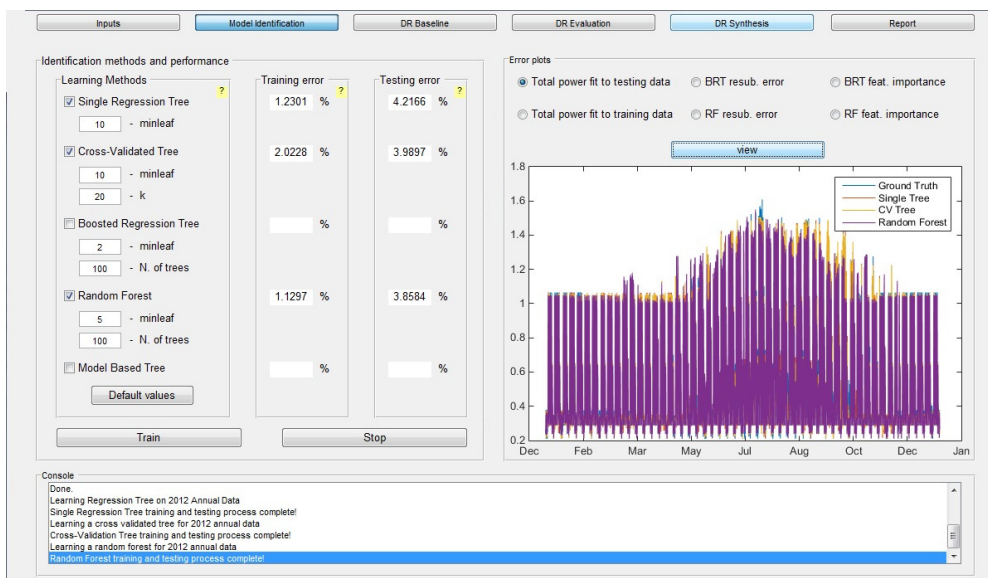 Inputs
Model Identification
DR Baseline
DR Evaluation
DR Synthesis
Report
Identification methods and performance
Learning Methods
?
Single Regression Tree
10 - minleaf
Cross-Validated Tree
10 - minleaf
20 - k
Boosted Regression Tree
2 - minleaf
100 - N. of trees
Random Forest
5 - minleaf
100 - N. of trees
Model Based Tree
Default values
Training error
?
1.2301 %
2.0228 %
%
1.1297 %
%
Testing error
?
4.2166 %
3.9897 %
%
3.8584 %
%
Train
Stop
Error plots
Total power fit to testing data
BRT resub. error
BRT feat. importance
Total power fit to training data
RF resub. error
RF feat. importance
view
1.8
1.6
1.4
1.2
1
0.8
0.6
0.4
0.2
Ground Truth
Single Tree
CV Tree
Random Forest
Dec Feb Mar May Jul Aug Oct Dec Jan
Console
Done.
Learning Regression Tree on 2012 Annual Data
Single Regression Tree training and testing process complete!
Learning a cross validated tree for 2012 annual data
Cross-Validation Tree training and testing process complete!
Learning a random forest for 2012 annual data
Random Forest training and testing process complete!